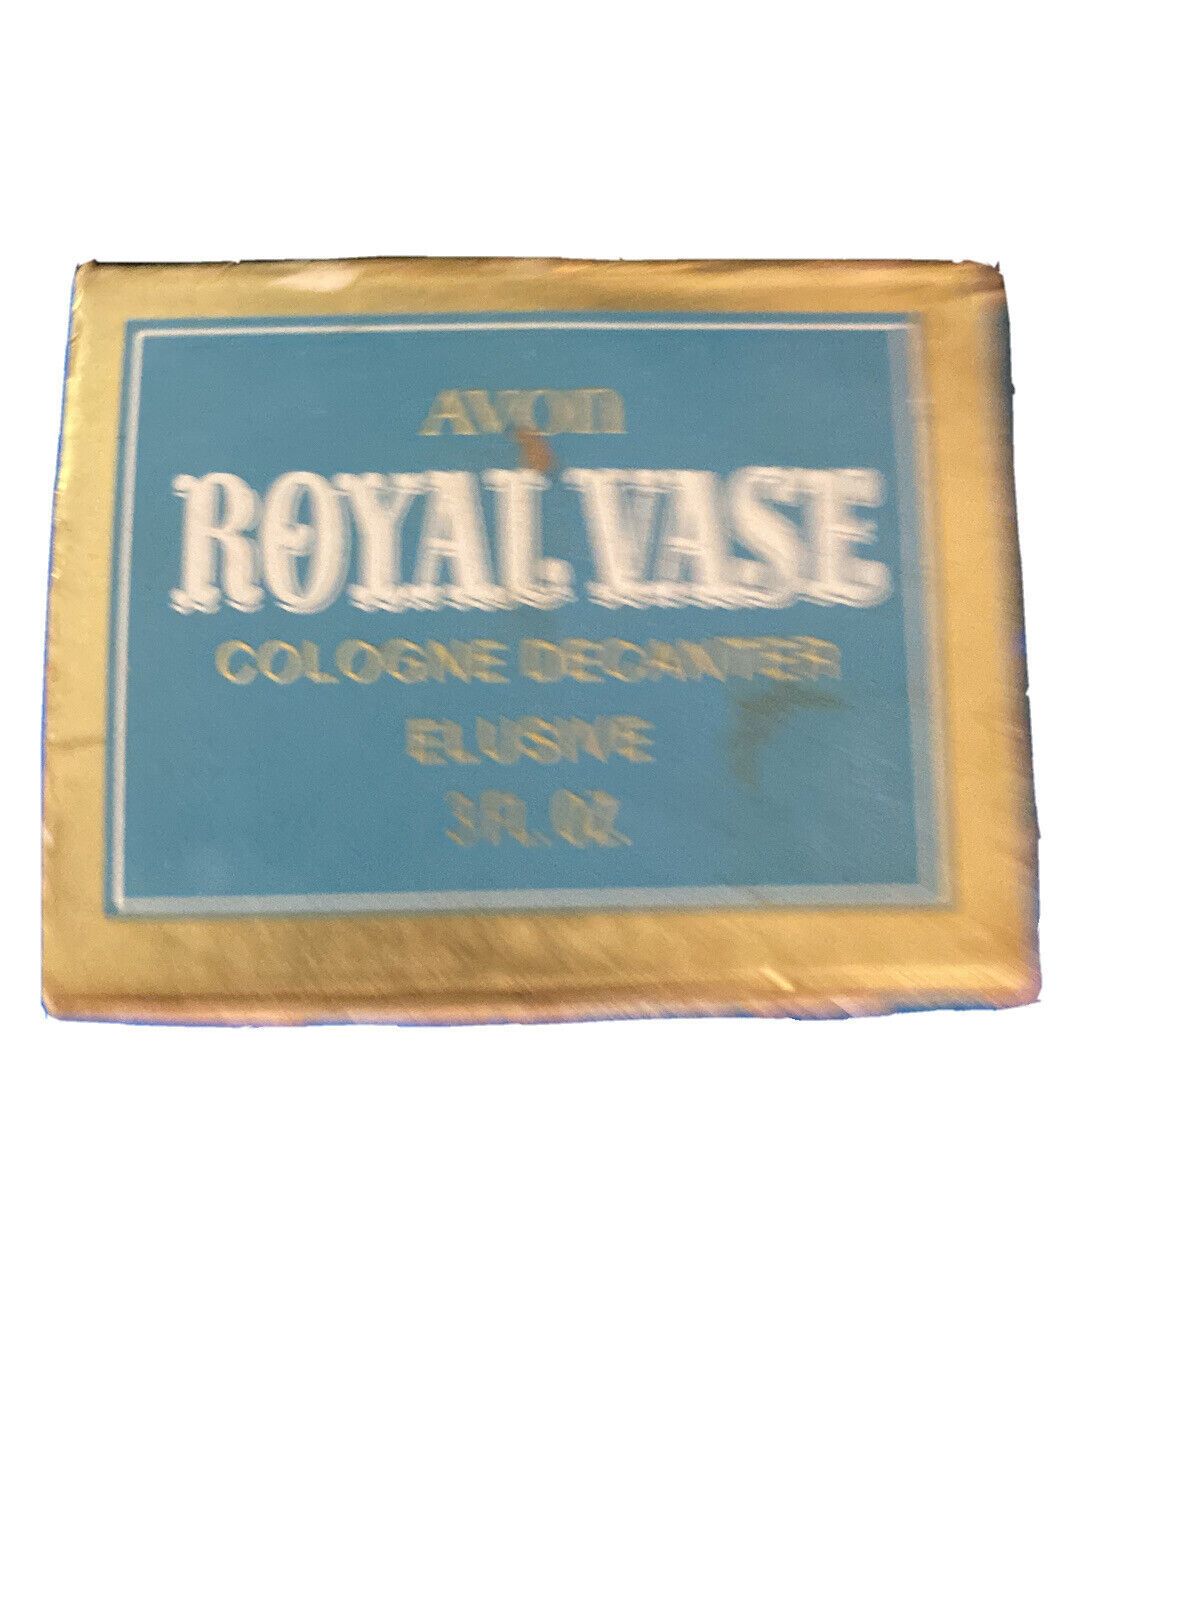 AVON
ROYAL VASE
COLOGNE DECANTER
ELUSIVE
3 FL. OZ.